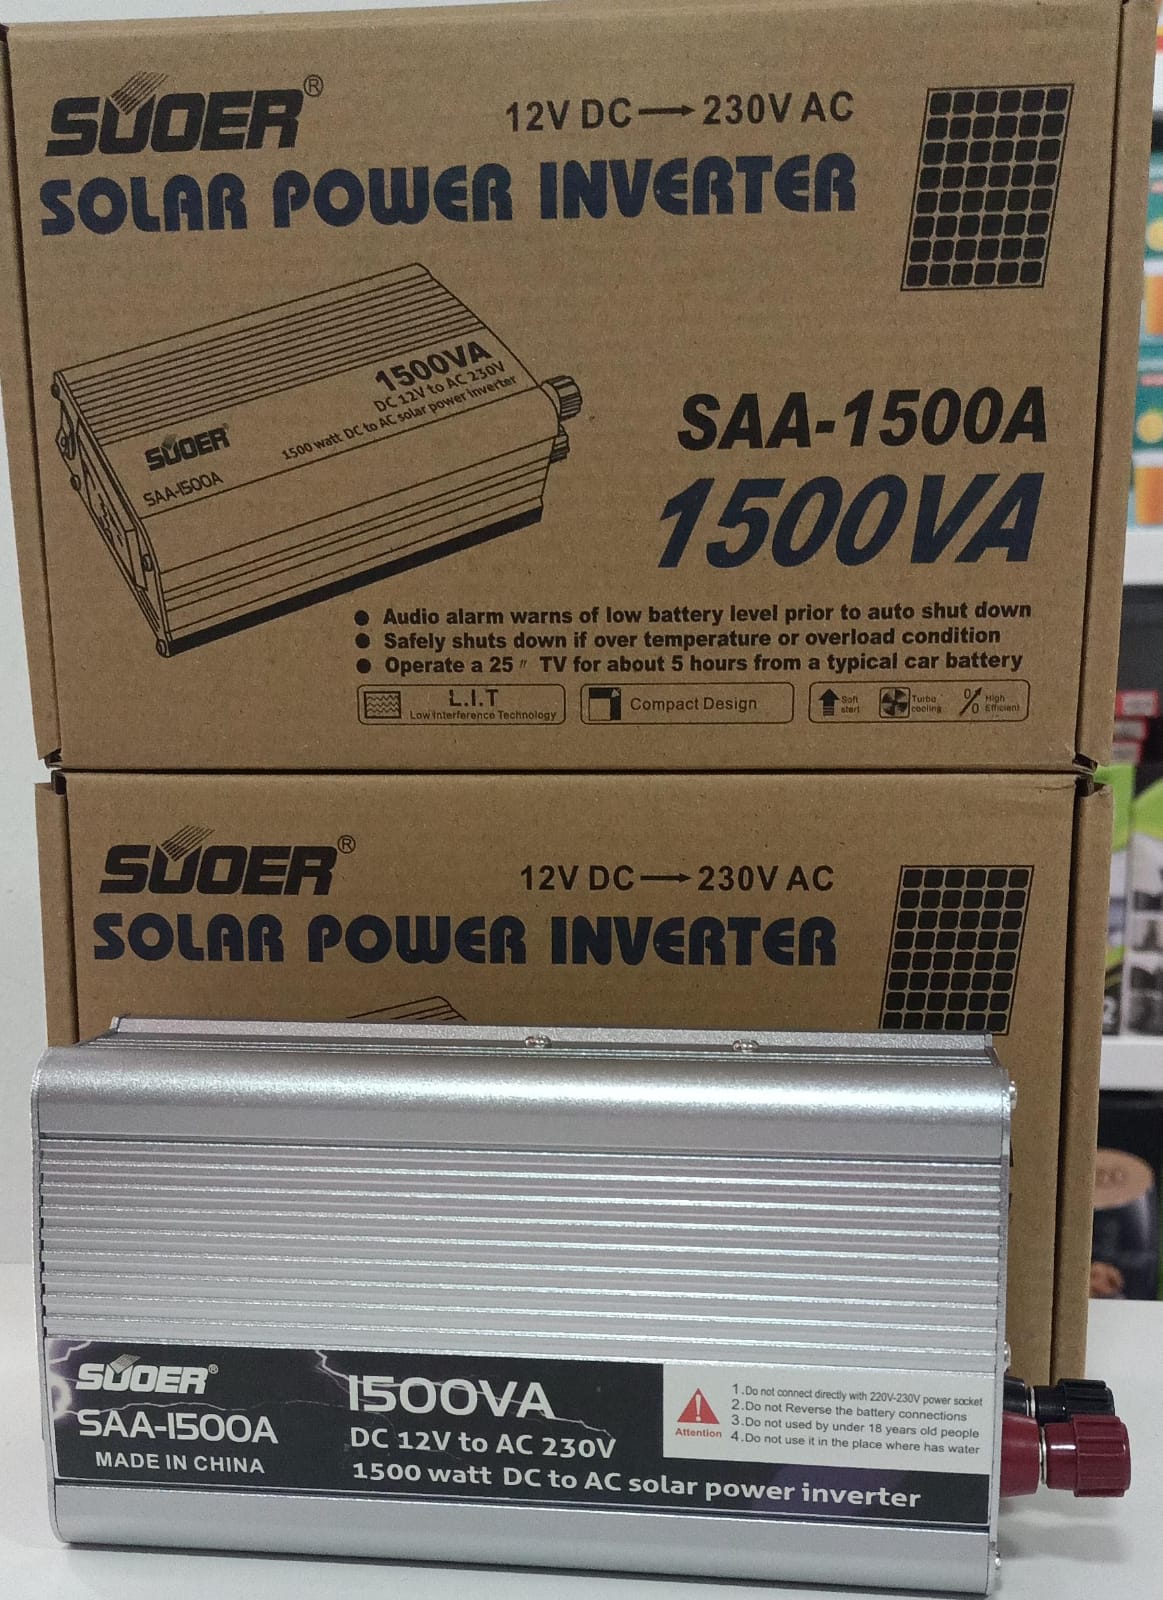 SUOER®
12V DC→230V AC
SOLAR POWER INVERTER
1500VA
DC 12V to AC 230V
1500 watt DC to AC solar power inverter
SUOER
SAA-1500A
SAA-1500A
1500VA
● Audio alarm warns of low battery level prior to auto shut down
● Safely shuts down if over temperature or overload condition
● Operate a 25〃 TV for about 5 hours from a typical car battery
L.I.T
Low Interference Technology
Compact Design
Soft start
Turbo cooling
% High Efficient
SUOER®
12V DC→230V AC
SOLAR POWER INVERTER
SUOER®
SAA-1500A
MADE IN CHINA
1500VA
DC 12V to AC 230V
1500 watt DC to AC solar power inverter
Attention
1.Do not connect directly with 220V-230V power socket
2.Do not Reverse the battery connections
3.Do not used by under 18 years old people
4.Do not use it in the place where has water